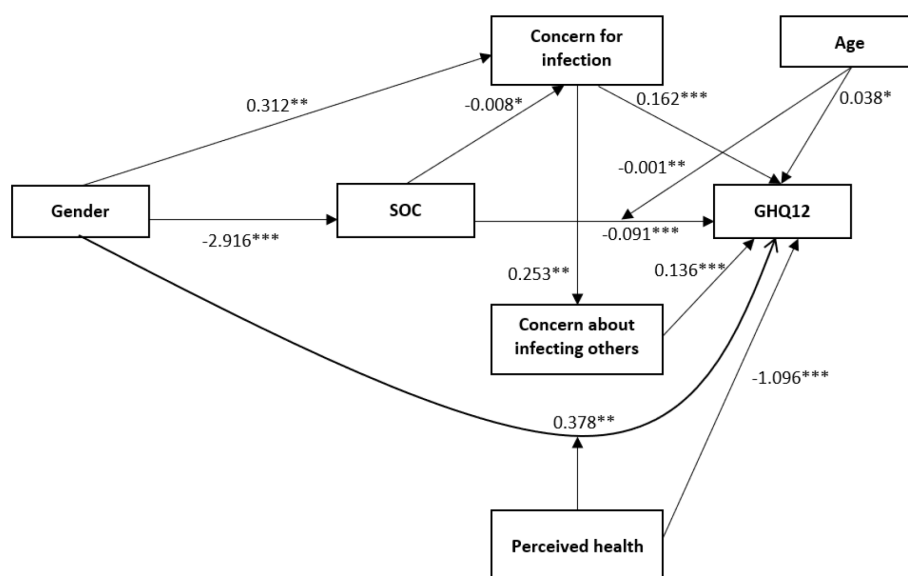 Concern for
infection
Age
0.312**
-0.008*
0.162***
0.038*
-0.001**
Gender
SOC
GHQ12
-2.916***
-0.091***
0.253**
0.136***
Concern about
infecting others
-1.096***
0.378**
Perceived health